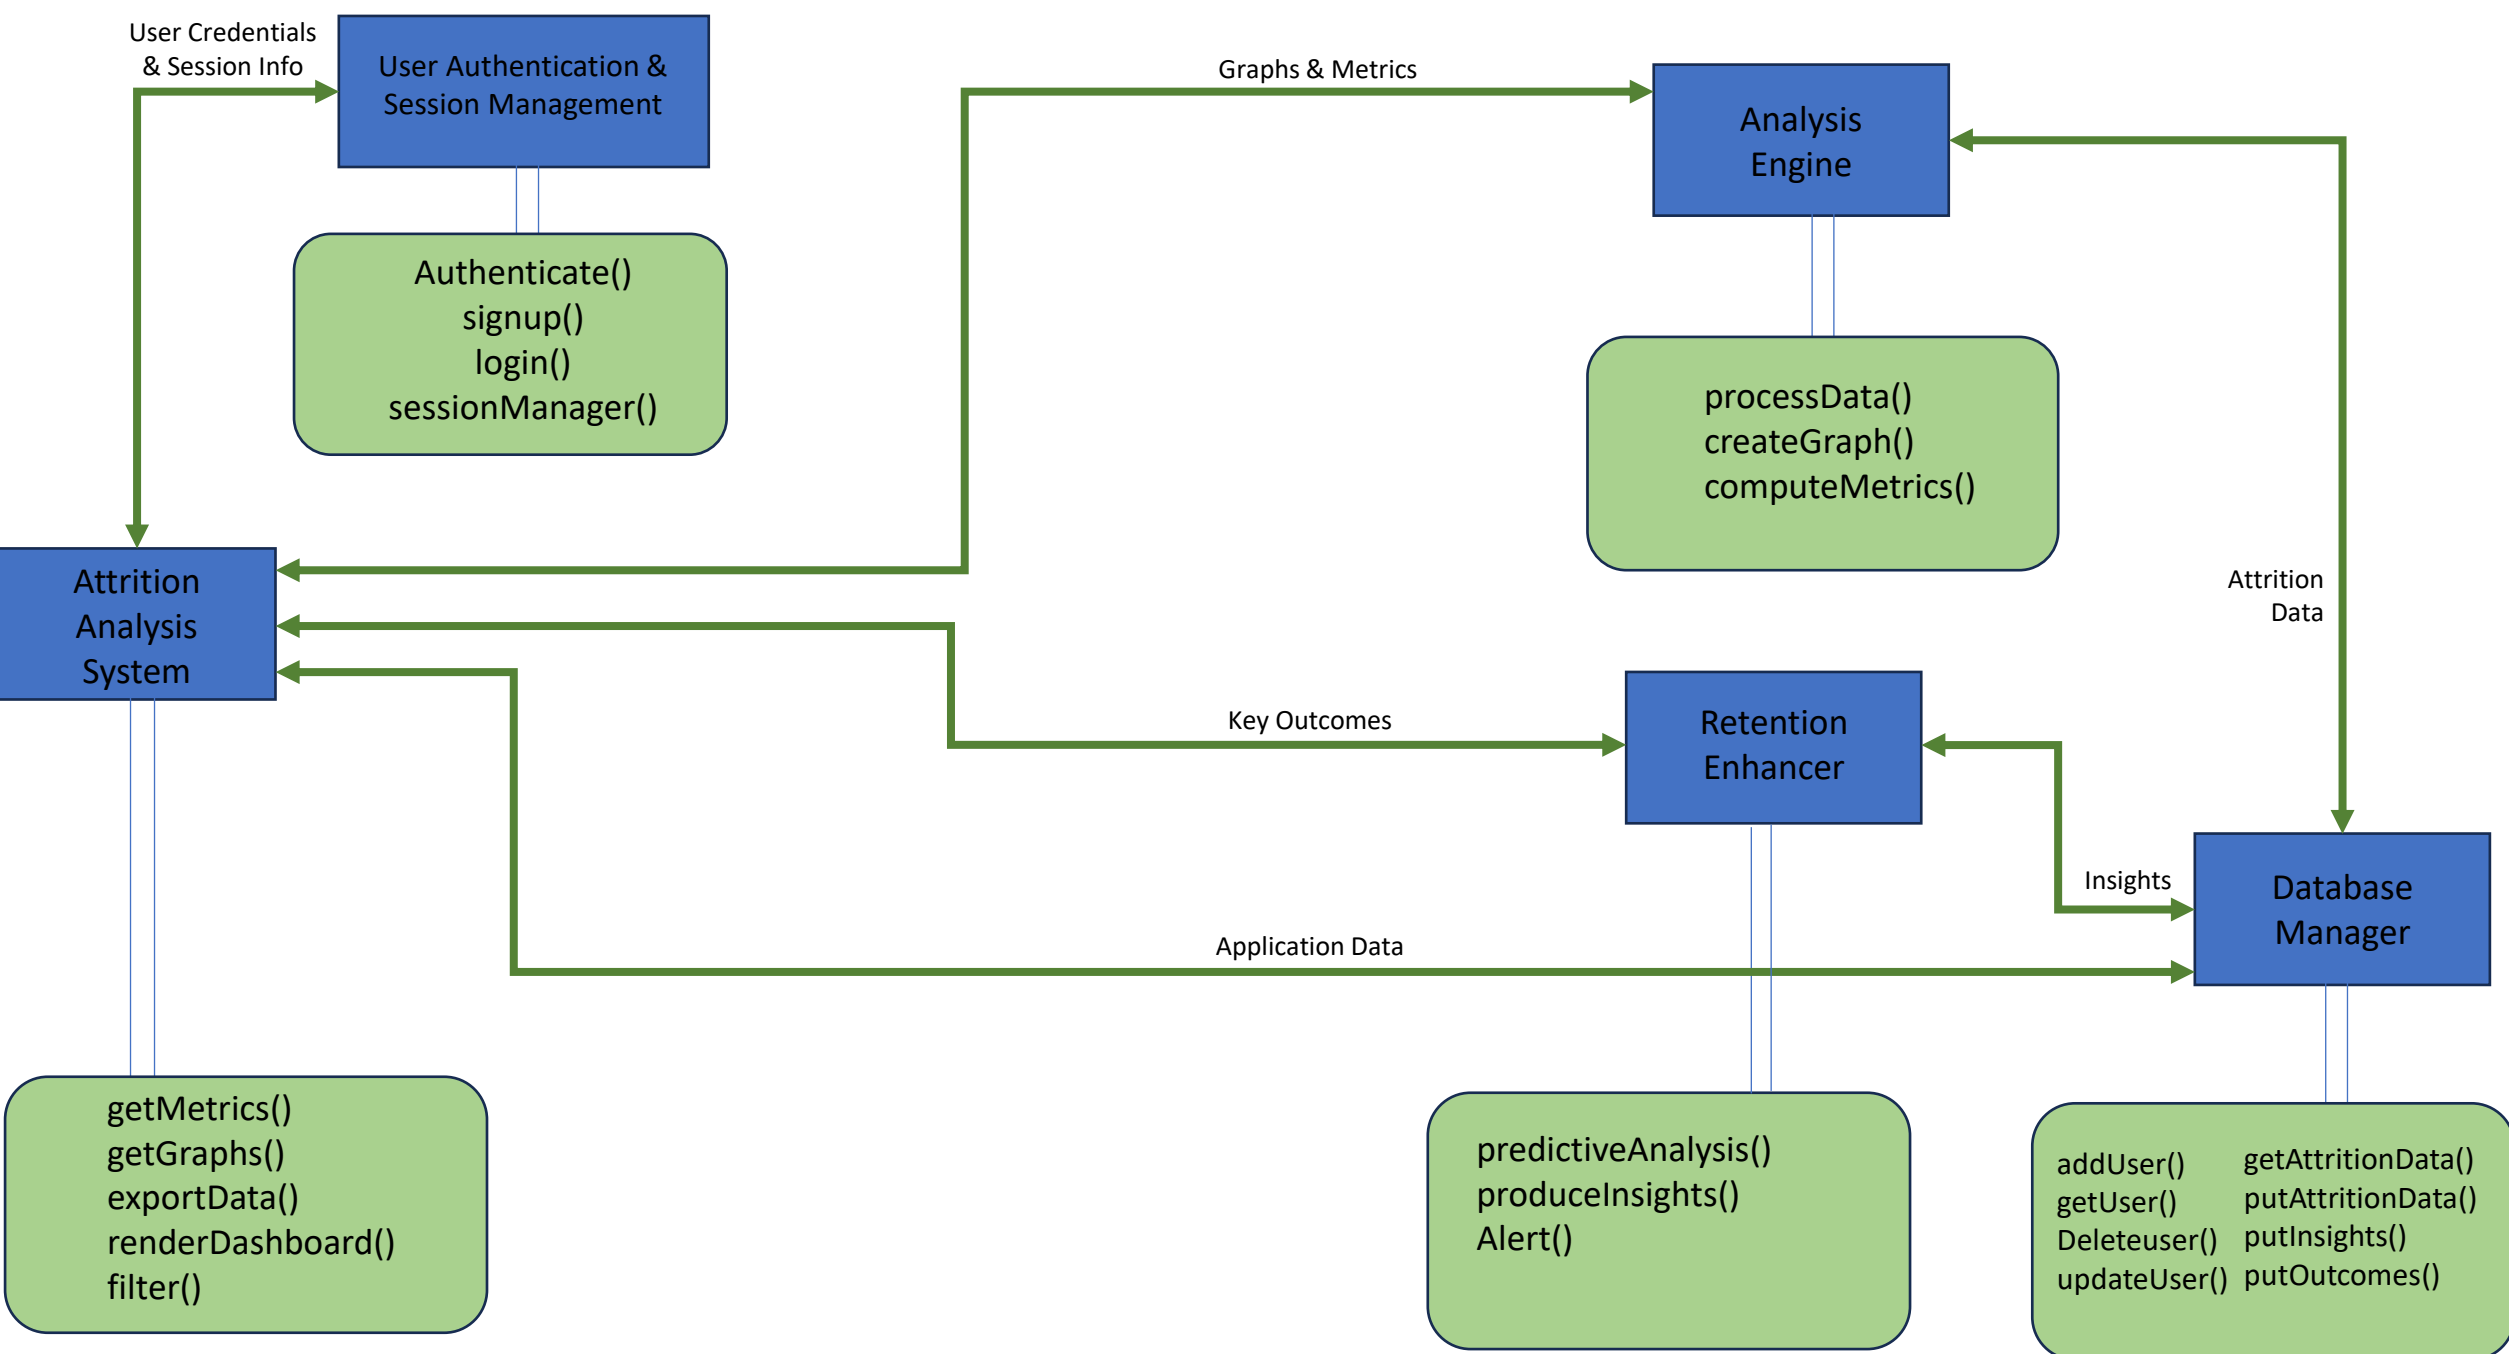 User Credentials
& Session Info
User Authentication &
Session Management
Graphs & Metrics
Analysis
Engine
Authenticate()
signup()
login()
sessionManager()
processData()
createGraph()
computeMetrics()
Attrition
Analysis
System
Attrition
Data
Key Outcomes
Retention
Enhancer
Insights
Database
Manager
Application Data
getMetrics()
getGraphs()
exportData()
renderDashboard()
filter()
predictiveAnalysis()
produceInsights()
Alert()
addUser()
getUser()
Deleteuser()
updateUser()
getAttritionData()
putAttritionData()
putInsights()
putOutcomes()